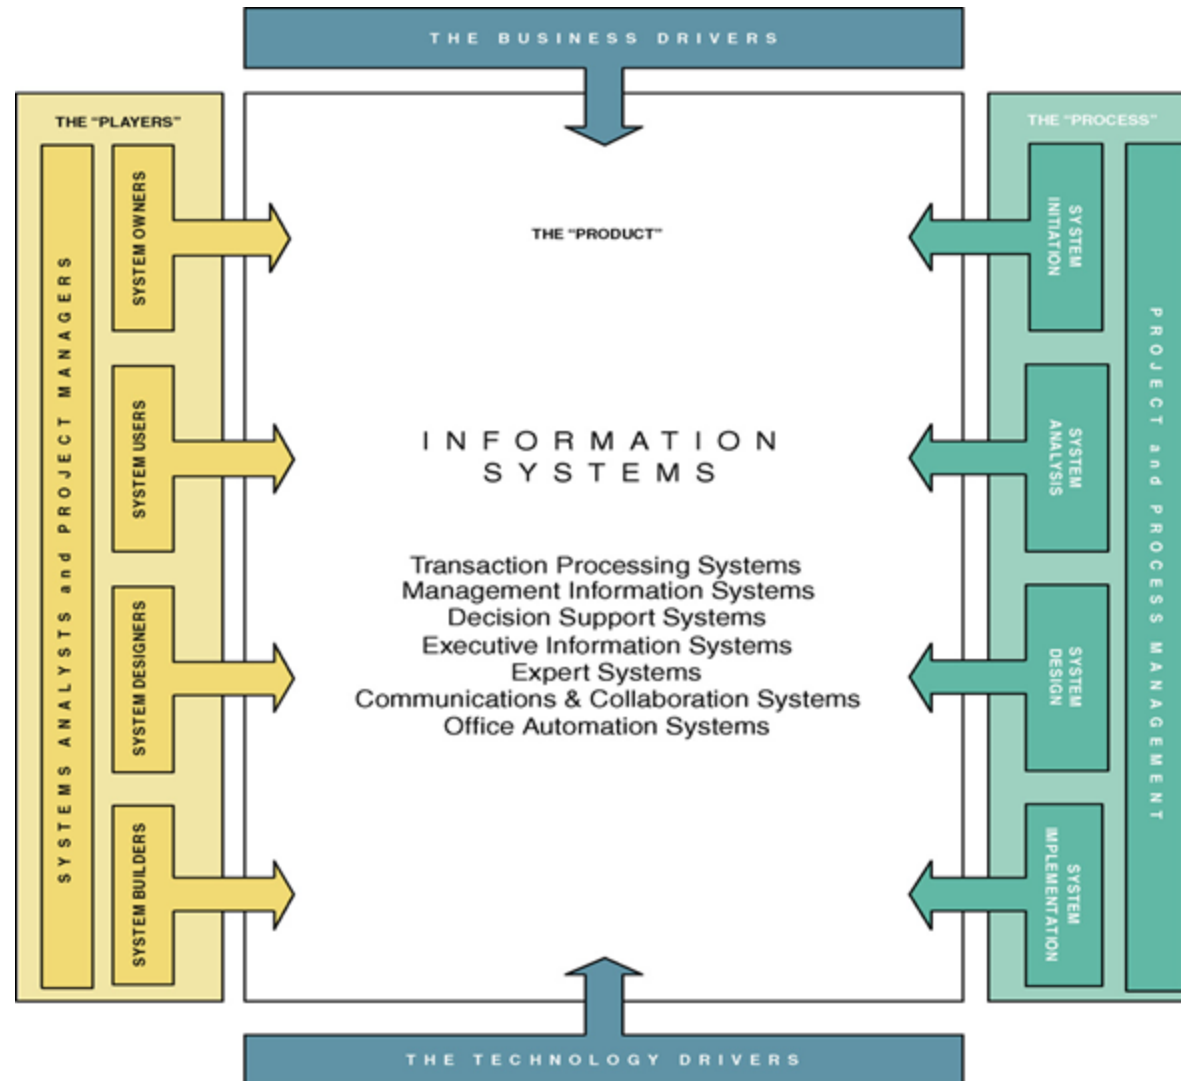 THE BUSINESS DRIVERS
THE "PLAYERS"
SYSTEMS ANALYSTS and PROJECT MANAGERS
SYSTEM OWNERS
SYSTEM USERS
SYSTEM DESIGNERS
SYSTEM BUILDERS
THE "PRODUCT"
INFORMATION
SYSTEMS
Transaction Processing Systems
Management Information Systems
Decision Support Systems
Executive Information Systems
Expert Systems
Communications & Collaboration Systems
Office Automation Systems
THE "PROCESS"
SYSTEM
INITIATION
SYSTEM
ANALYSIS
SYSTEM
DESIGN
SYSTEM
IMPLEMENTATION
PROJECT and PROCESS MANAGEMENT
THE TECHNOLOGY DRIVERS